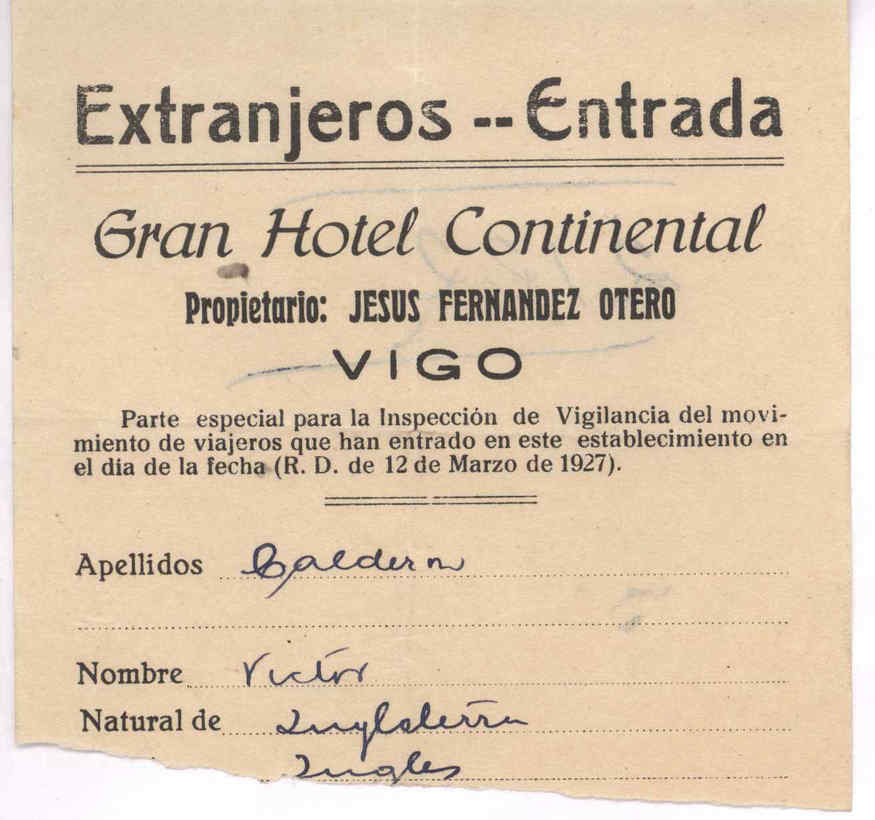 Extranjeros -- Entrada
Gran Hotel Continental
Propietario: JESUS FERNANDEZ OTERO
VIGO
Parte especial para la Inspección de Vigilancia del movi-
miento de viajeros que han entrado en este establecimiento en
el dia de la fecha (R. D. de 12 de Marzo de 1927).
Apellidos Calderon
Nombre Victor
Natural de Inglaterra
Ingles